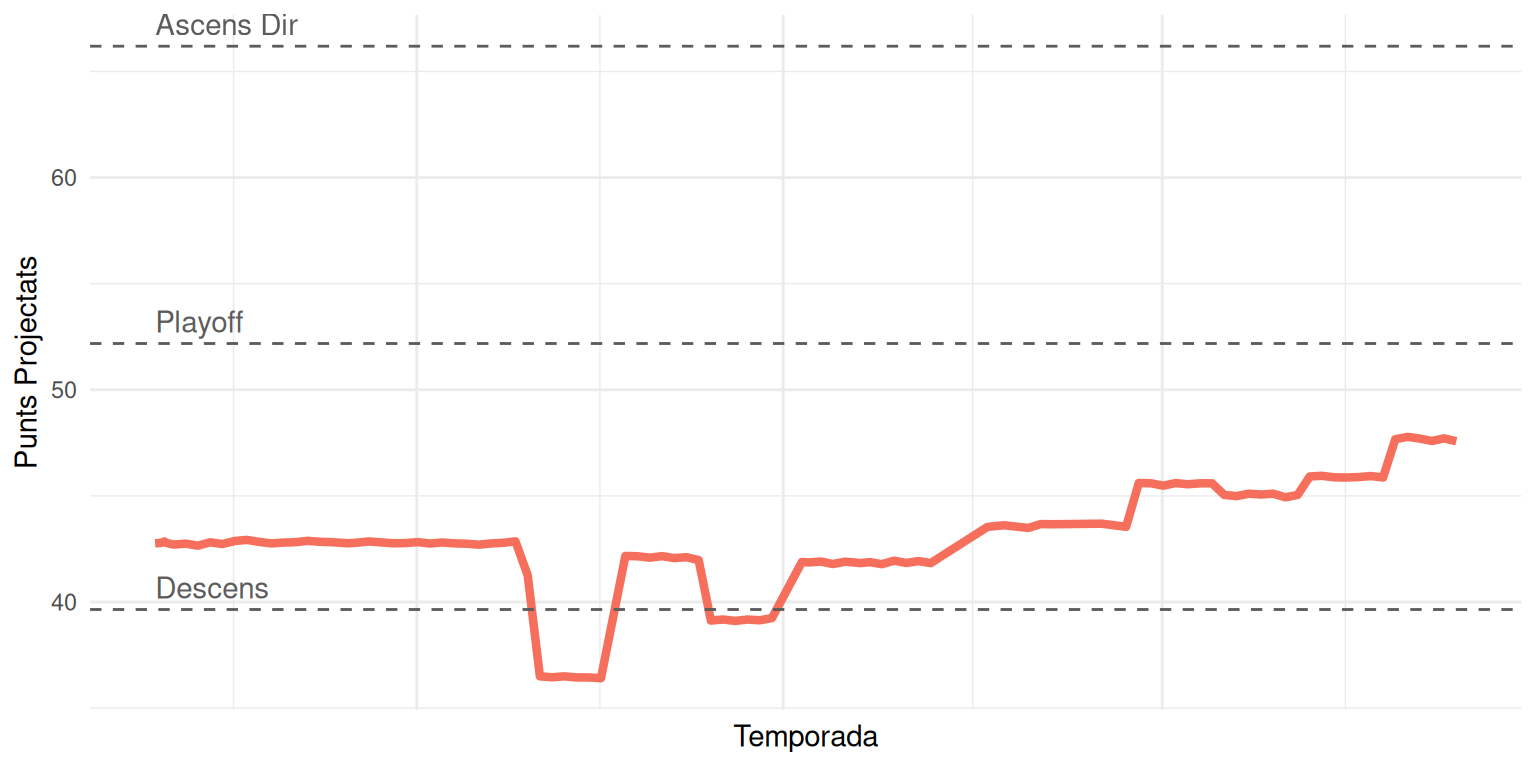 Ascens Dir
60
Playoff
50
Descens
40
Punts Projectats
Temporada